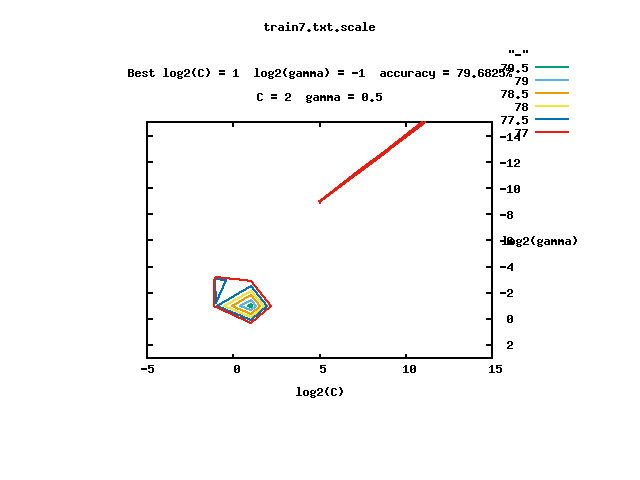 train7.txt.scale
"-"
Best log2(C) = 1  log2(gamma) = -1  accuracy = 79.6825%
79.5
79
78.5
78
77.5
77
C = 2  gamma = 0.5
-14
-12
-10
-8
-6
log2(gamma)
-4
-2
0
2
-5 0 5 10 15
log2(C)